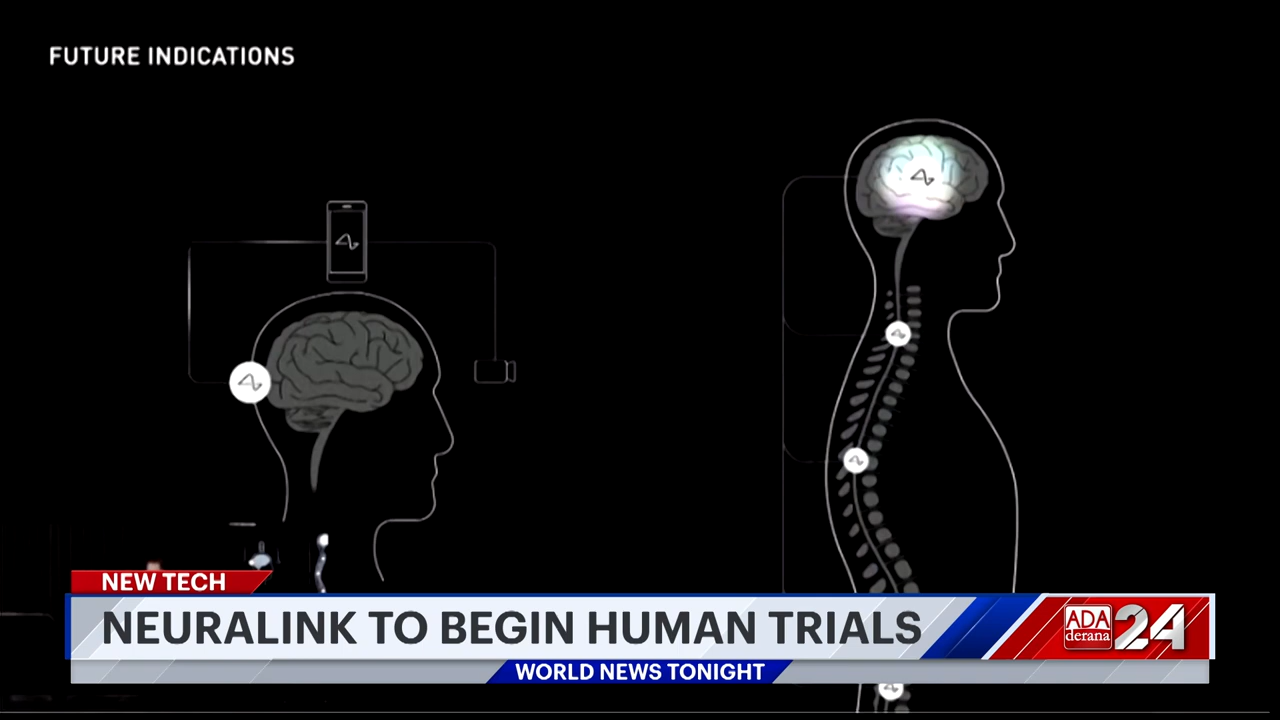 FUTURE INDICATIONS
NEW TECH
NEURALINK TO BEGIN HUMAN TRIALS
ADA
derana
24
WORLD NEWS TONIGHT